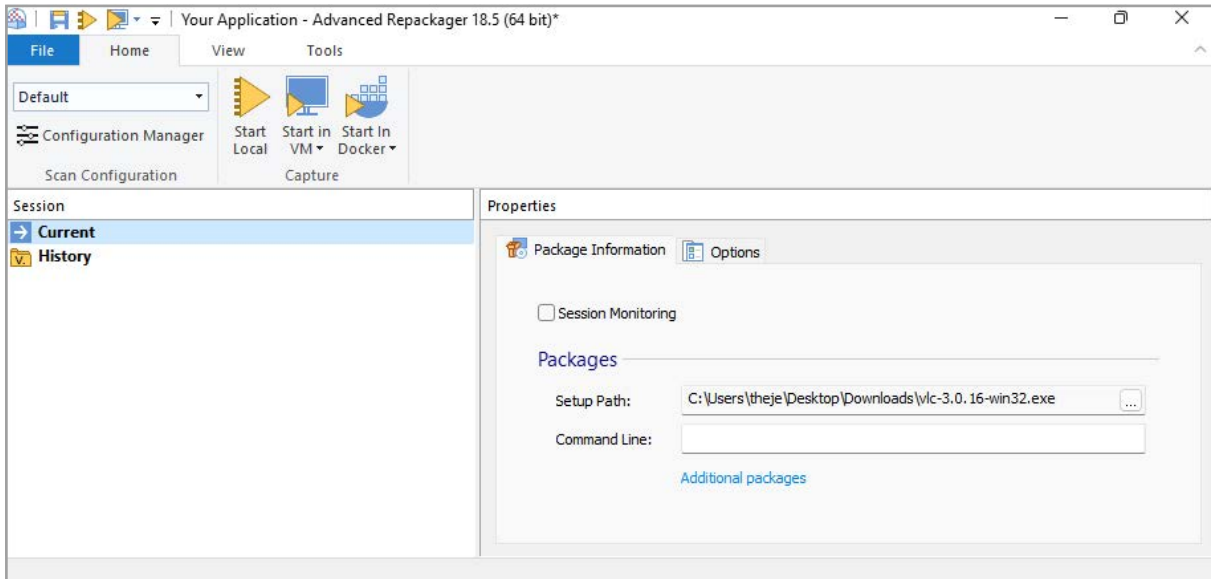 Your Application - Advanced Repackager 18.5 (64 bit)*
File Home View Tools
Default
Configuration Manager
Scan Configuration
Start Local
Start in VM
Start In Docker
Capture
Session
Current
History
Properties
Package Information
Options
Session Monitoring
Packages
Setup Path: C:\Users\theje\Desktop\Downloads\vlc-3.0.16-win32.exe ...
Command Line:
Additional packages